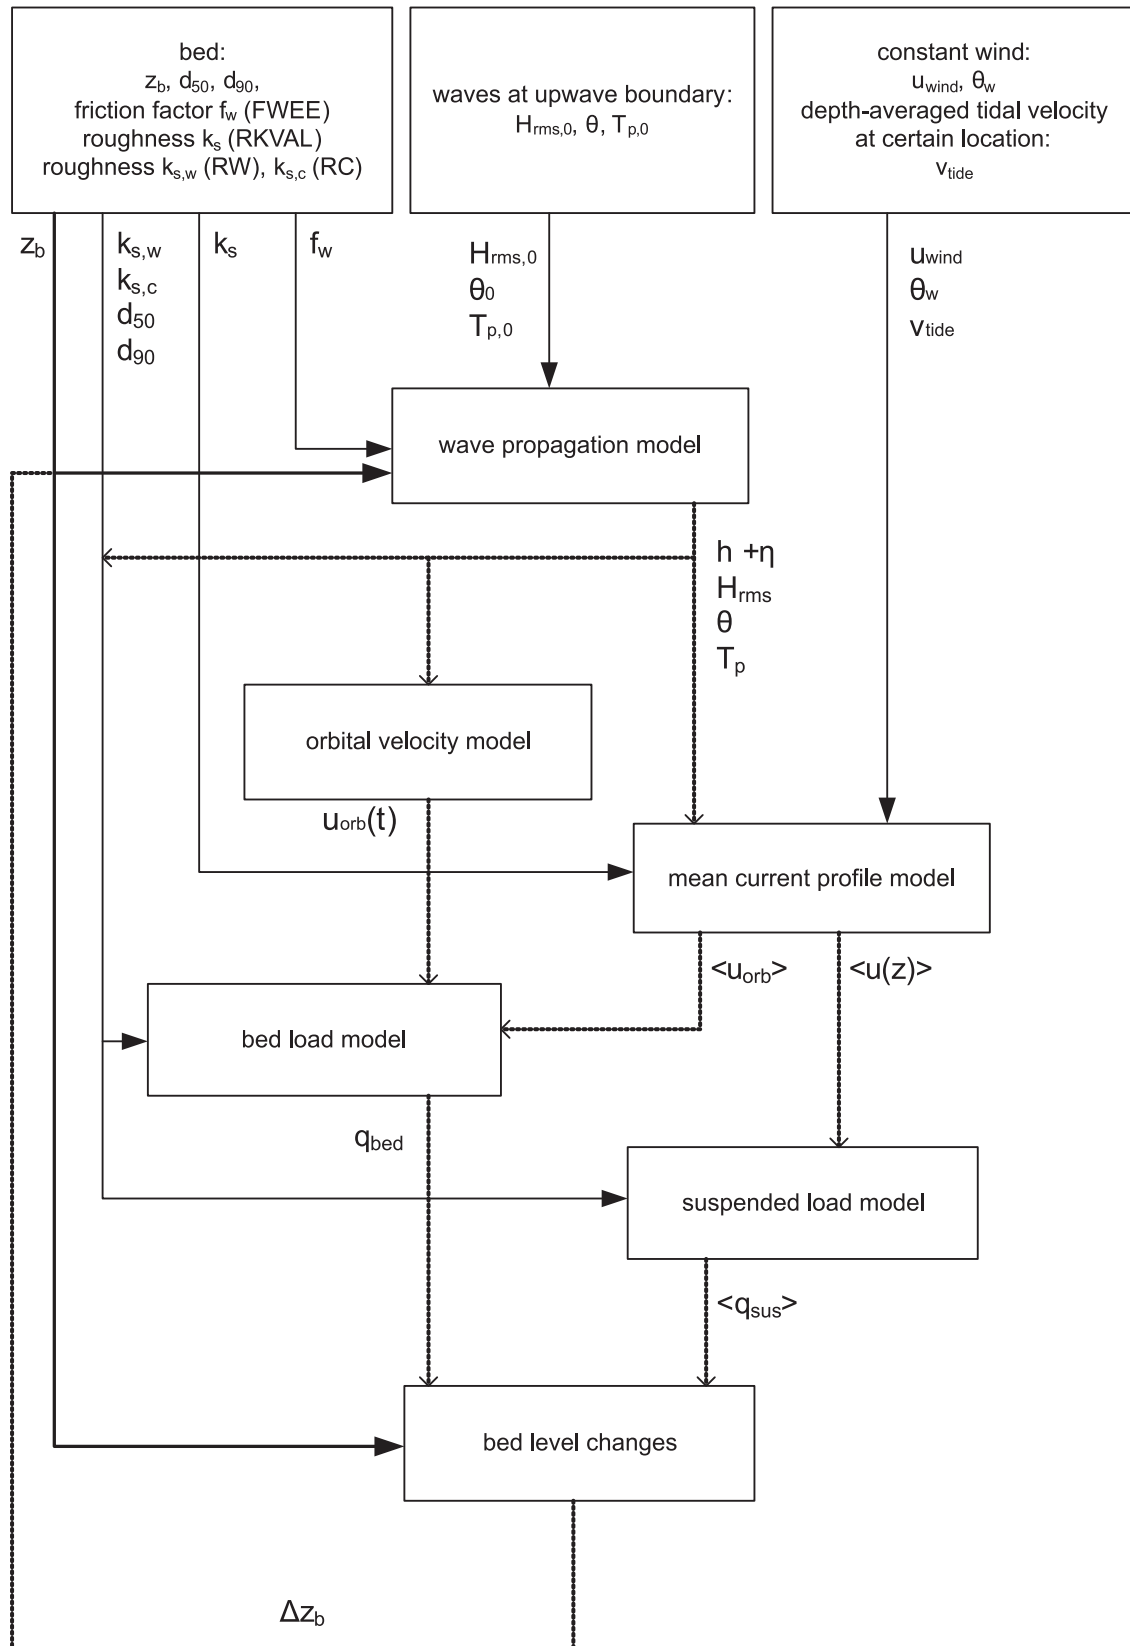 bed:
z_b, d_50, d_90,
friction factor f_w (FWEE)
roughness k_s (RKVAL)
roughness k_s,w (RW), k_s,c (RC)
waves at upwave boundary:
H_rms,0, θ, T_p,0
constant wind:
u_wind, θ_w
depth-averaged tidal velocity
at certain location:
v_tide
z_b
k_s,w
k_s,c
d_50
d_90
k_s
f_w
H_rms,0
θ_0
T_p,0
u_wind
θ_w
v_tide
wave propagation model
h +η
H_rms
θ
T_p
orbital velocity model
u_orb(t)
mean current profile model
<u_orb>
<u(z)>
bed load model
q_bed
suspended load model
<q_sus>
bed level changes
Δz_b